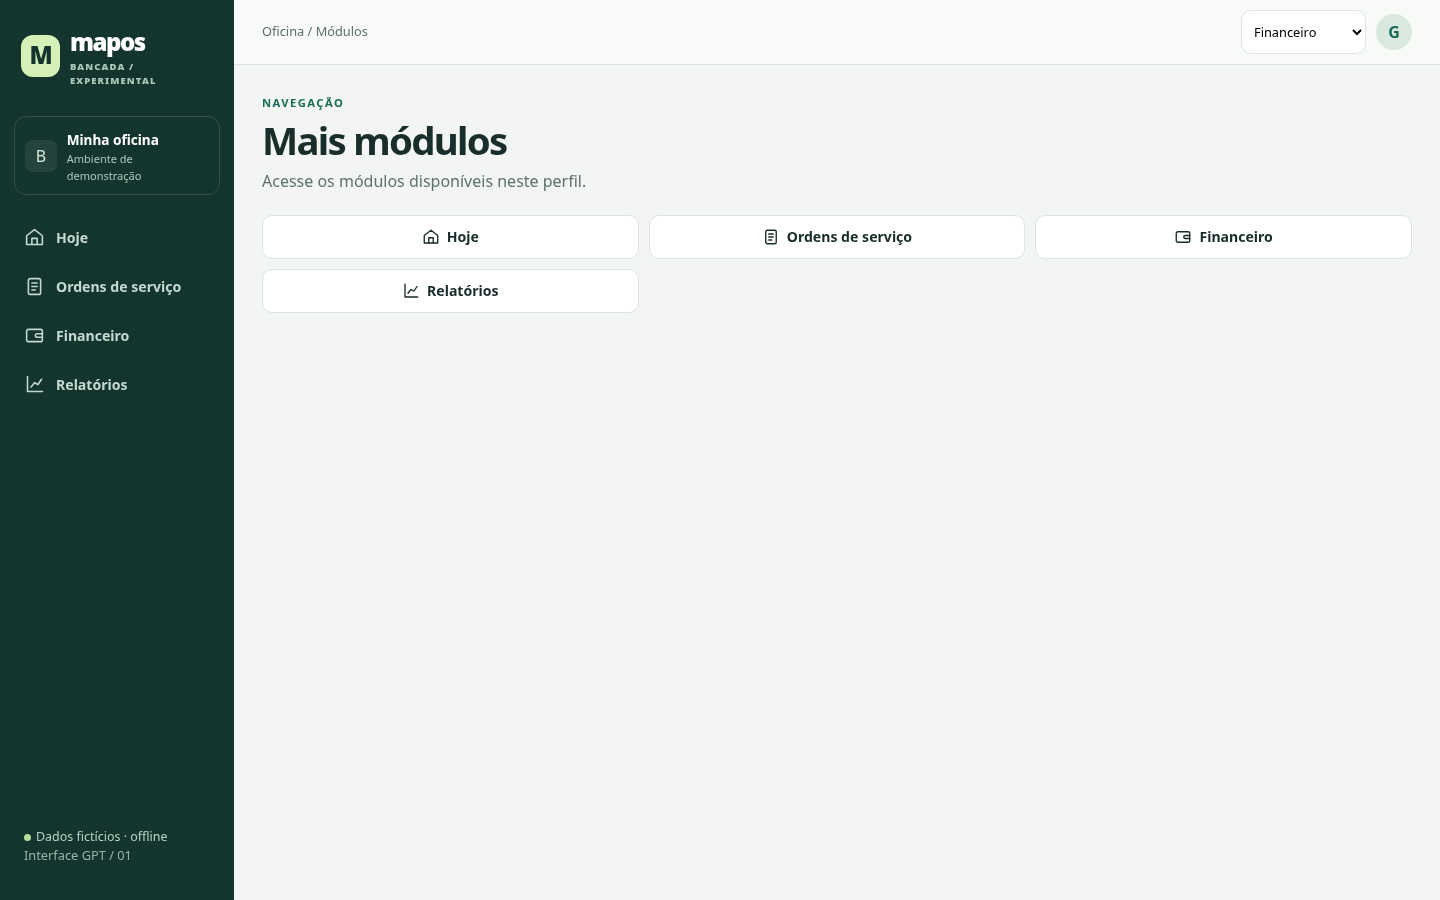 M
mapos
BANCADA /
EXPERIMENTAL
B
Minha oficina
Ambiente de
demonstração
Hoje
Ordens de serviço
Financeiro
Relatórios
Dados fictícios · offline
Interface GPT / 01
Oficina / Módulos
Financeiro
G
NAVEGAÇÃO
Mais módulos
Acesse os módulos disponíveis neste perfil.
Hoje
Ordens de serviço
Financeiro
Relatórios